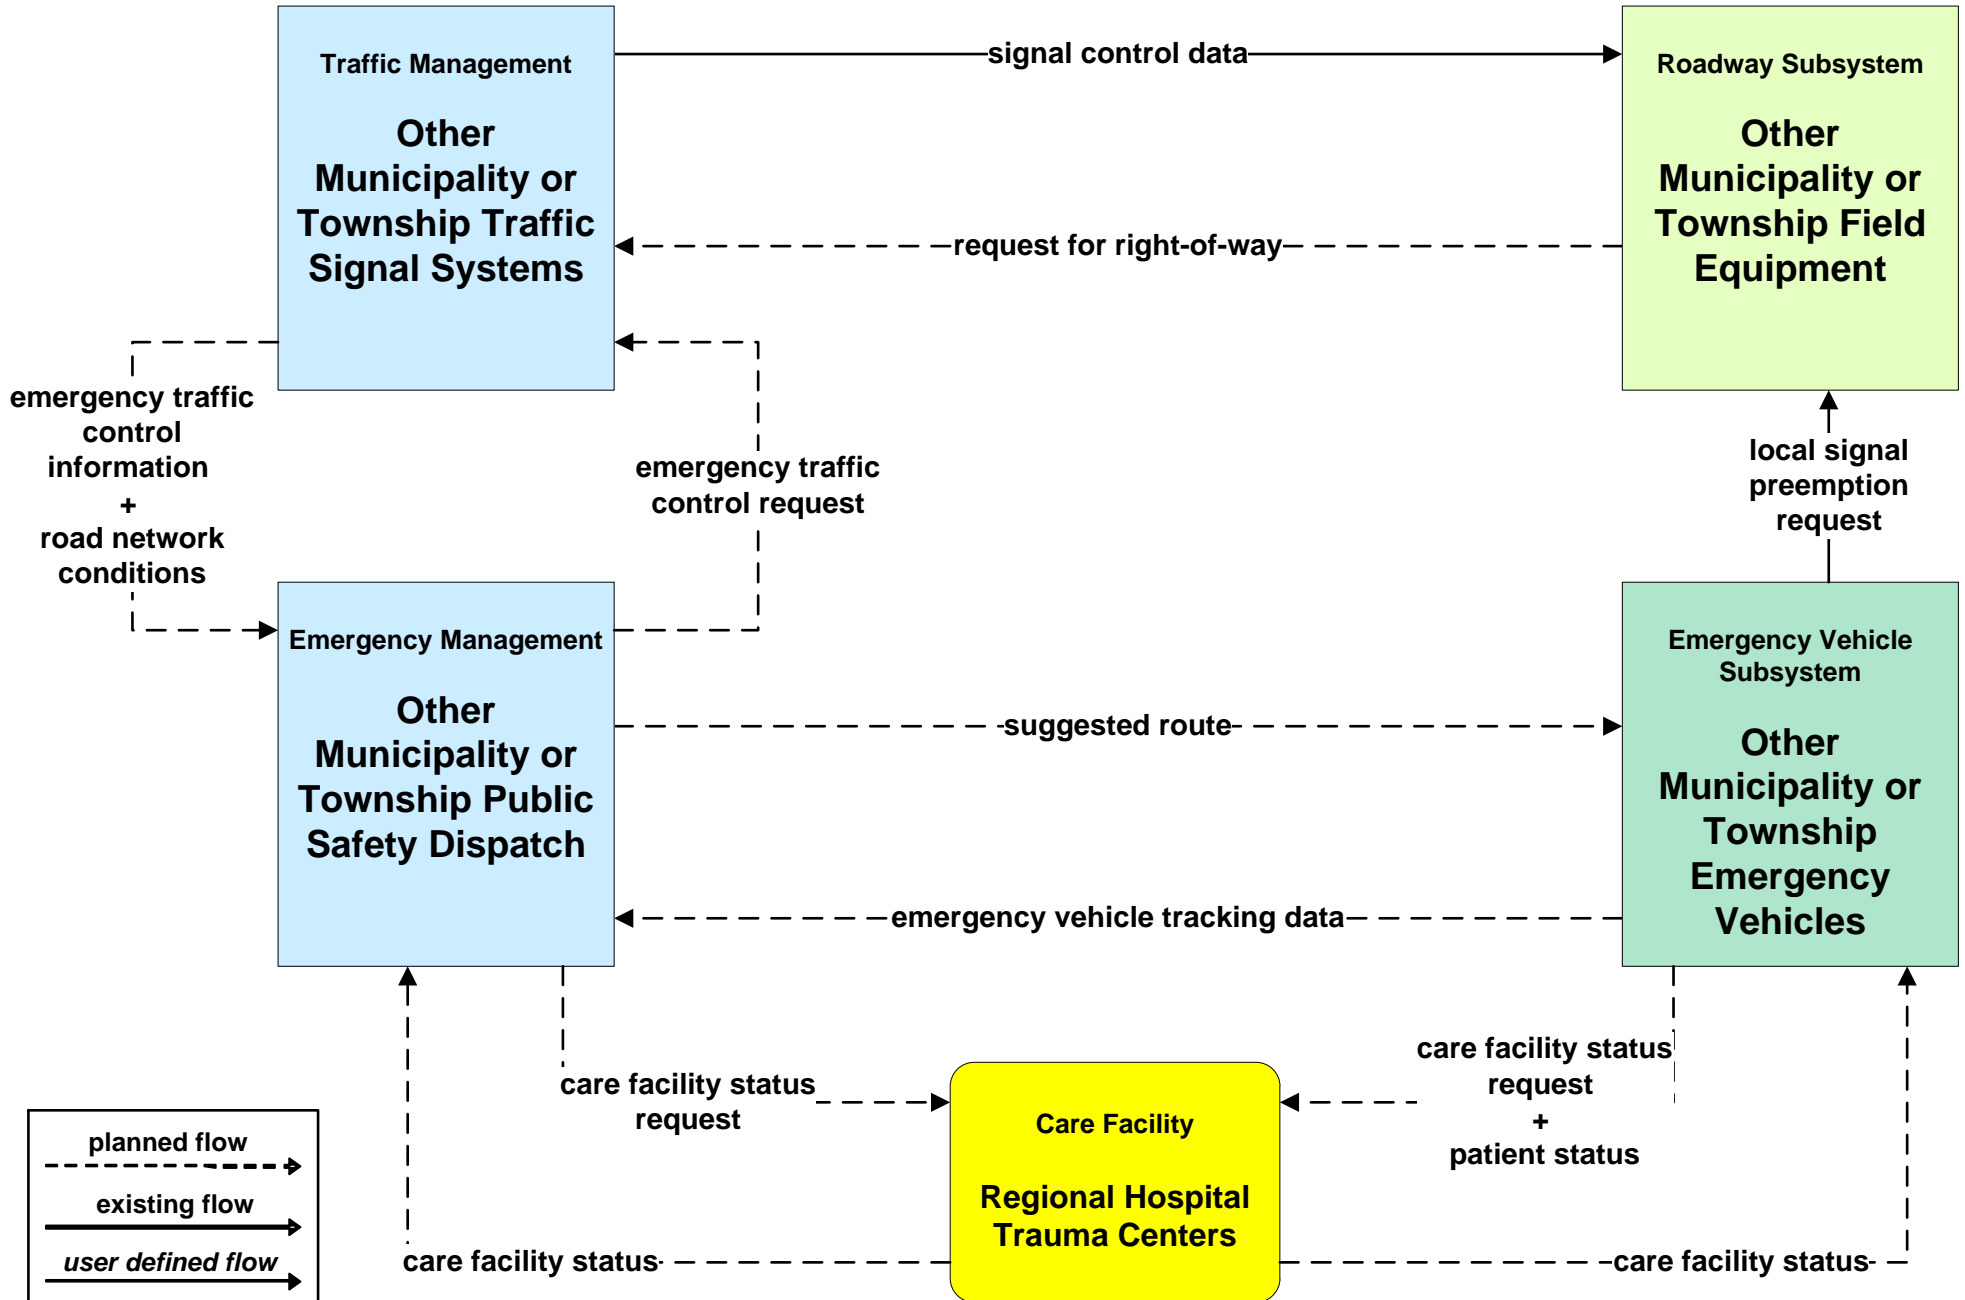 Traffic Management
Other
Municipality or
Township Traffic
Signal Systems
signal control data
Roadway Subsystem
Other
Municipality or
Township Field
Equipment
request for right-of-way
emergency traffic
control
information
+
road network
conditions
emergency traffic
control request
local signal
preemption
request
Emergency Management
Other
Municipality or
Township Public
Safety Dispatch
suggested route
Emergency Vehicle
Subsystem
Other
Municipality or
Township
Emergency
Vehicles
emergency vehicle tracking data
care facility status
request
care facility status
request
+
patient status
Care Facility
Regional Hospital
Trauma Centers
care facility status
care facility status
planned flow
existing flow
user defined flow